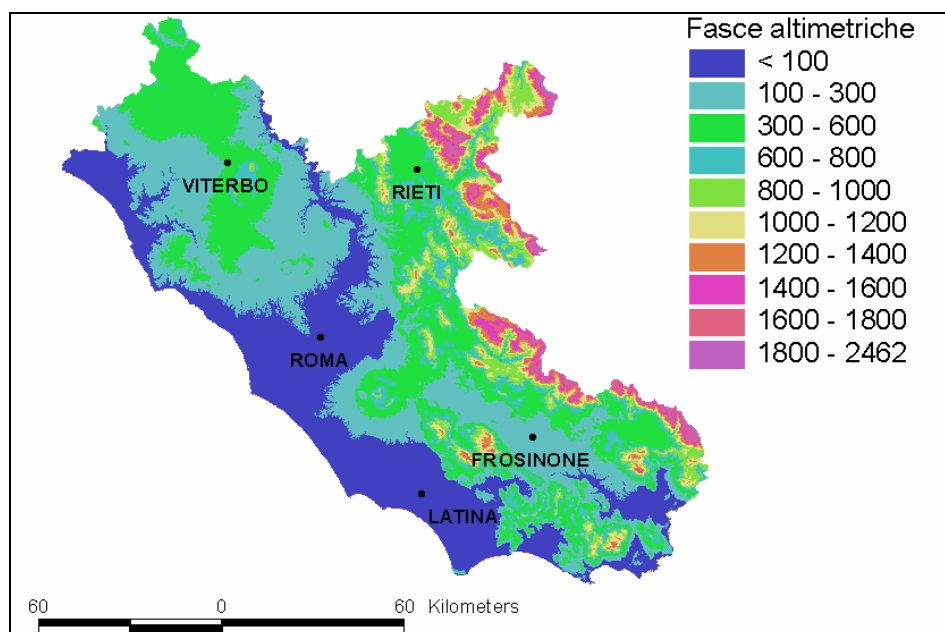 Fasce altimetriche
< 100
100 - 300
300 - 600
600 - 800
800 - 1000
1000 - 1200
1200 - 1400
1400 - 1600
1600 - 1800
1800 - 2462
VITERBO
RIETI
ROMA
FROSINONE
LATINA
60 0 60 Kilometers